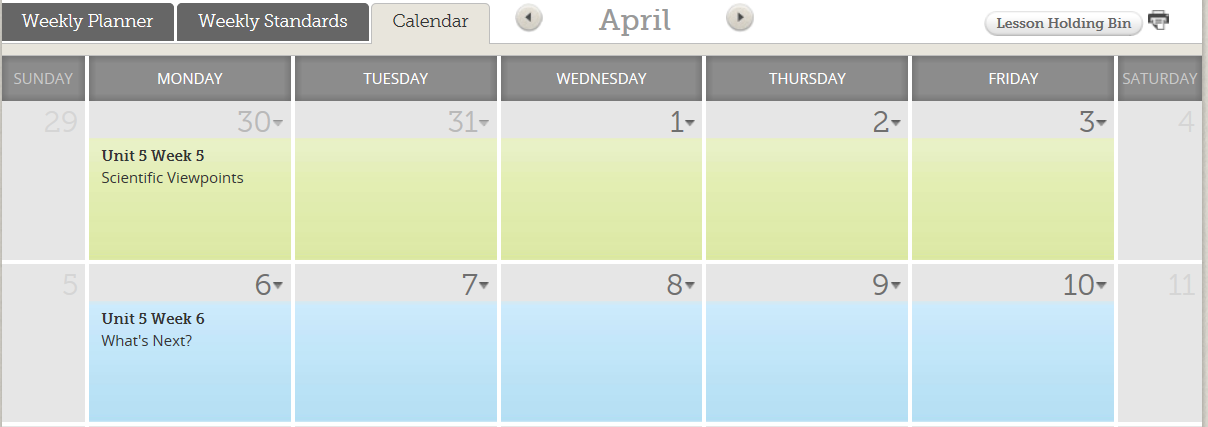 Weekly Planner Weekly Standards Calendar April Lesson Holding Bin
SUNDAY MONDAY TUESDAY WEDNESDAY THURSDAY FRIDAY SATURDAY
29 30 31 1 2 3 4
Unit 5 Week 5
Scientific Viewpoints
5 6 7 8 9 10 11
Unit 5 Week 6
What's Next?